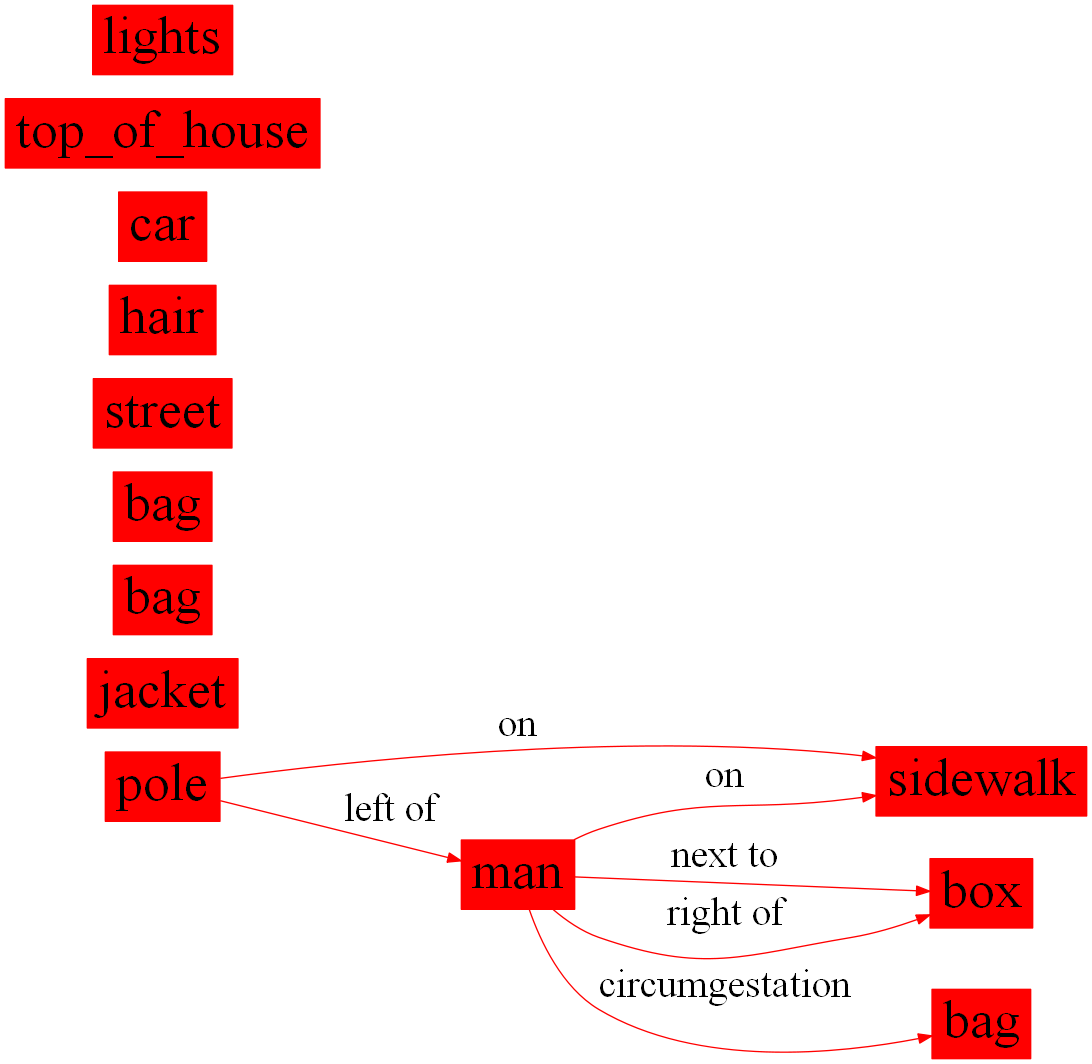 lights
top_of_house
car
hair
street
bag
bag
jacket
on
pole
sidewalk
on
left of
man
next to
box
right of
circumgestation
bag